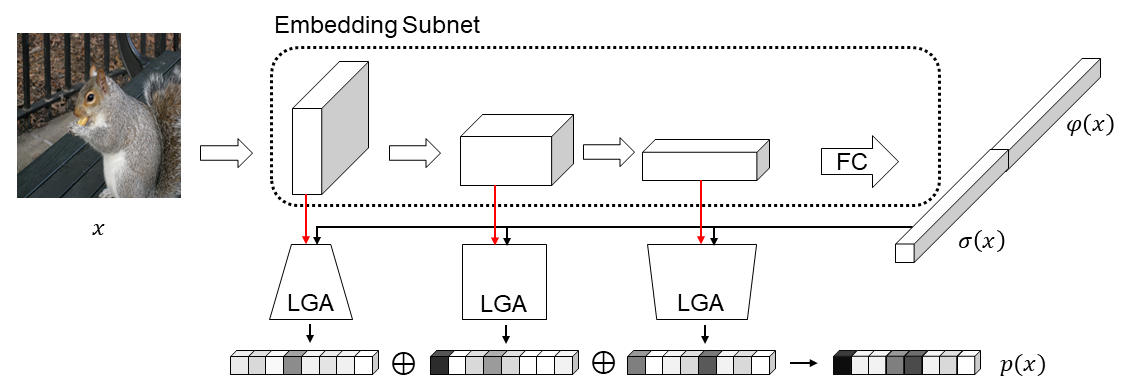 Embedding Subnet
φ(x)
FC
x
σ(x)
LGA
LGA
LGA
⊕
⊕
p(x)